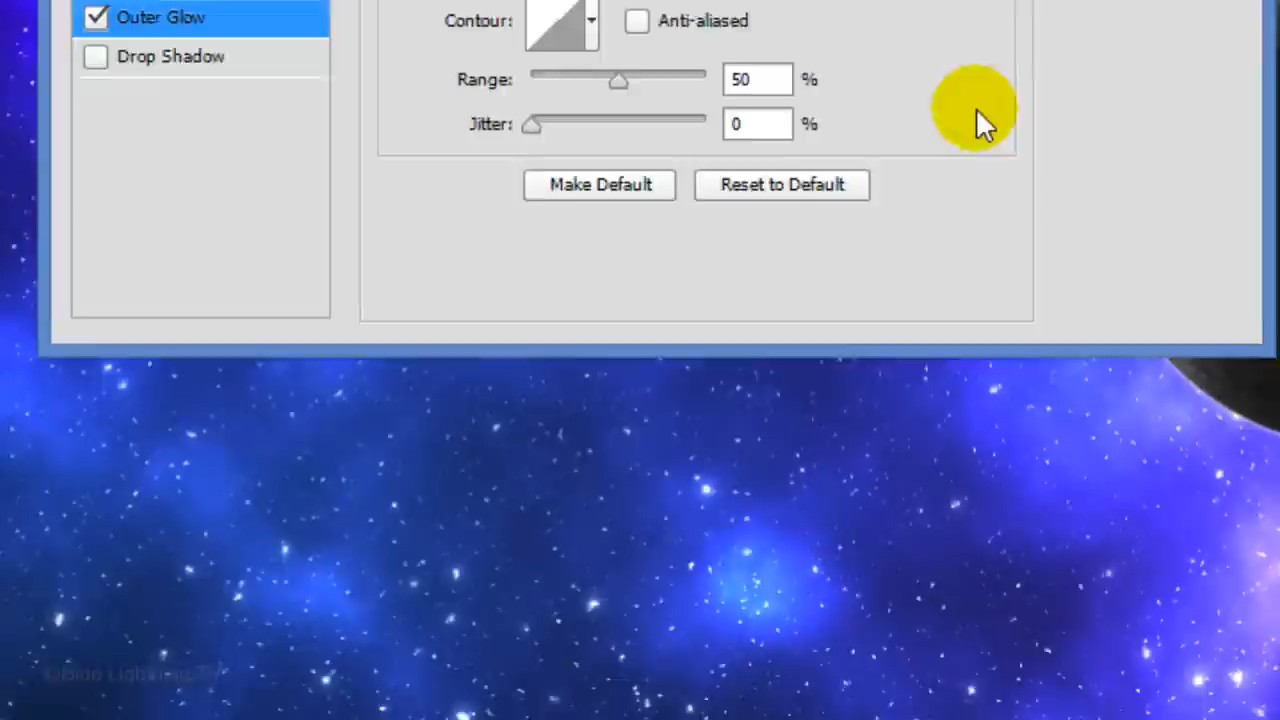 Outer Glow
Contour:
Anti-aliased
Drop Shadow
Range: 50 %
Jitter: 0 %
Make Default
Reset to Default